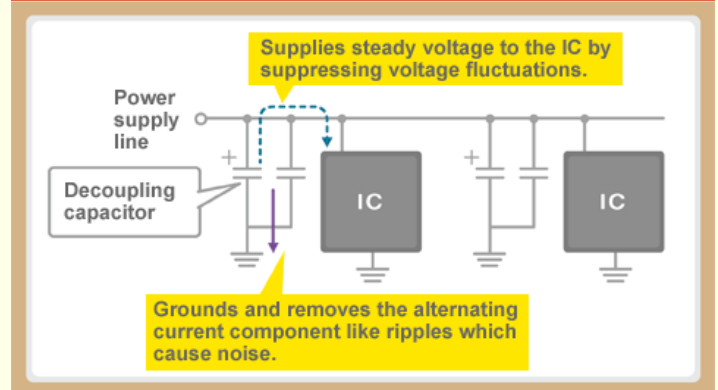 Supplies steady voltage to the IC by
suppressing voltage fluctuations.
Power
supply
line
+
+
Decoupling
capacitor
IC
IC
Grounds and removes the alternating
current component like ripples which
cause noise.